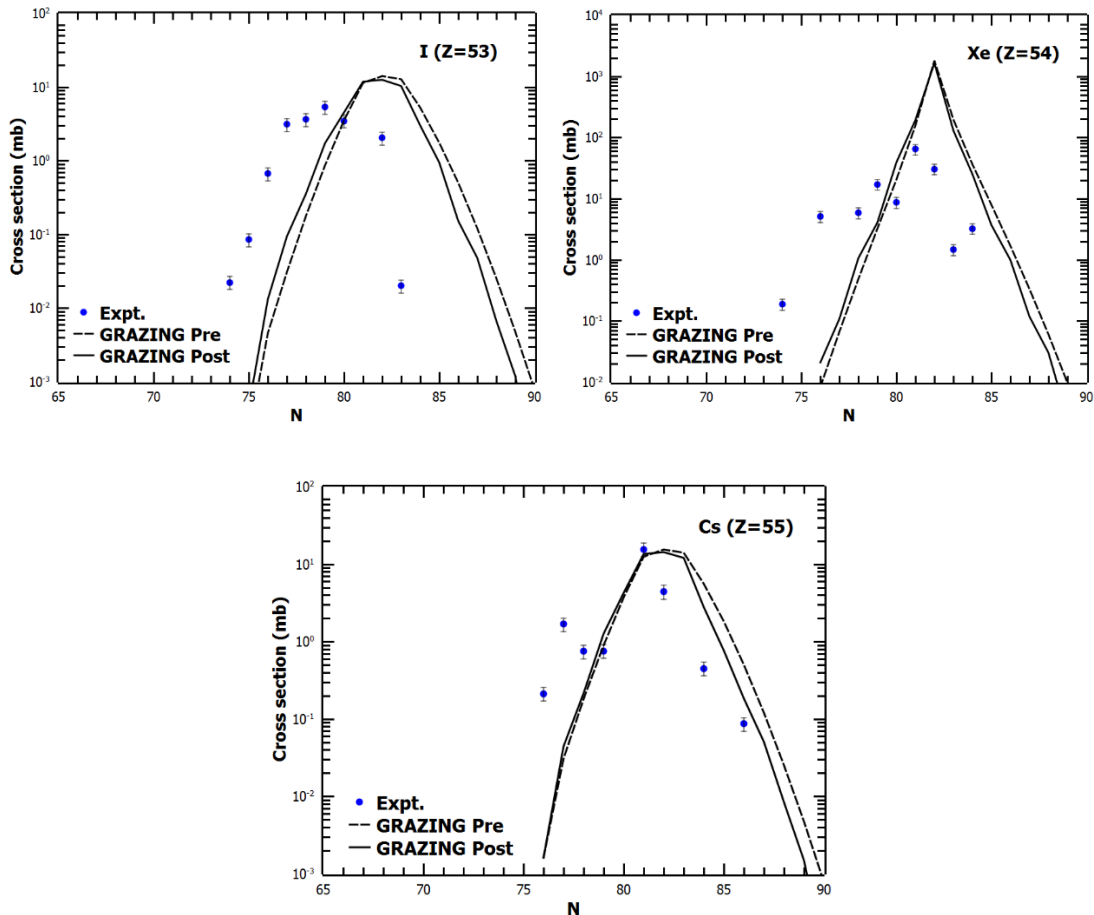 I (Z=53)
Cross section (mb)
10^2
10^1
10^0
10^-1
10^-2
10^-3
Expt.
GRAZING Pre
GRAZING Post
65 70 75 80 85 90
N
Xe (Z=54)
Cross section (mb)
10^4
10^3
10^2
10^1
10^0
10^-1
10^-2
Expt.
GRAZING Pre
GRAZING Post
65 70 75 80 85 90
N
Cs (Z=55)
Cross section (mb)
10^2
10^1
10^0
10^-1
10^-2
10^-3
Expt.
GRAZING Pre
GRAZING Post
65 70 75 80 85 90
N